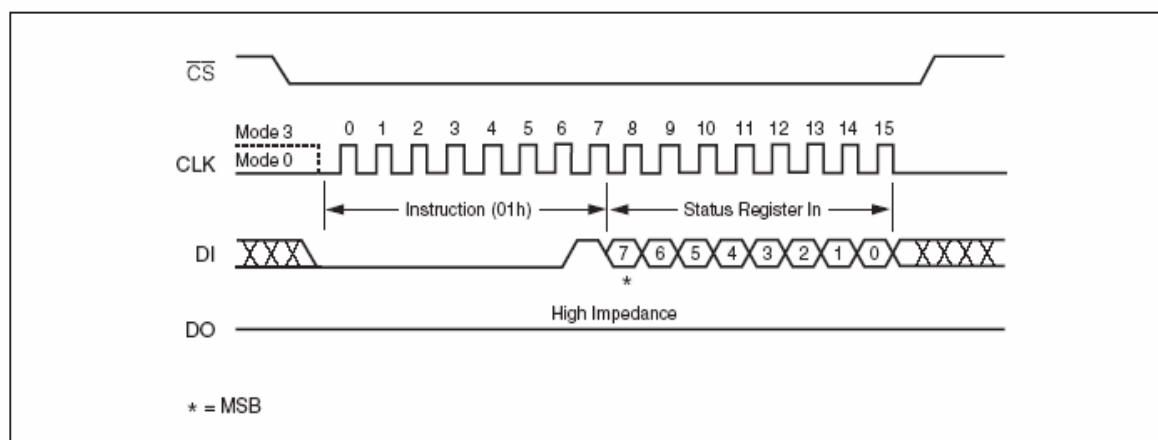 CS
Mode 3
0 1 2 3 4 5 6 7 8 9 10 11 12 13 14 15
CLK
Mode 0
Instruction (01h)
Status Register In
DI
7 6 5 4 3 2 1 0
*
High Impedance
DO
* = MSB